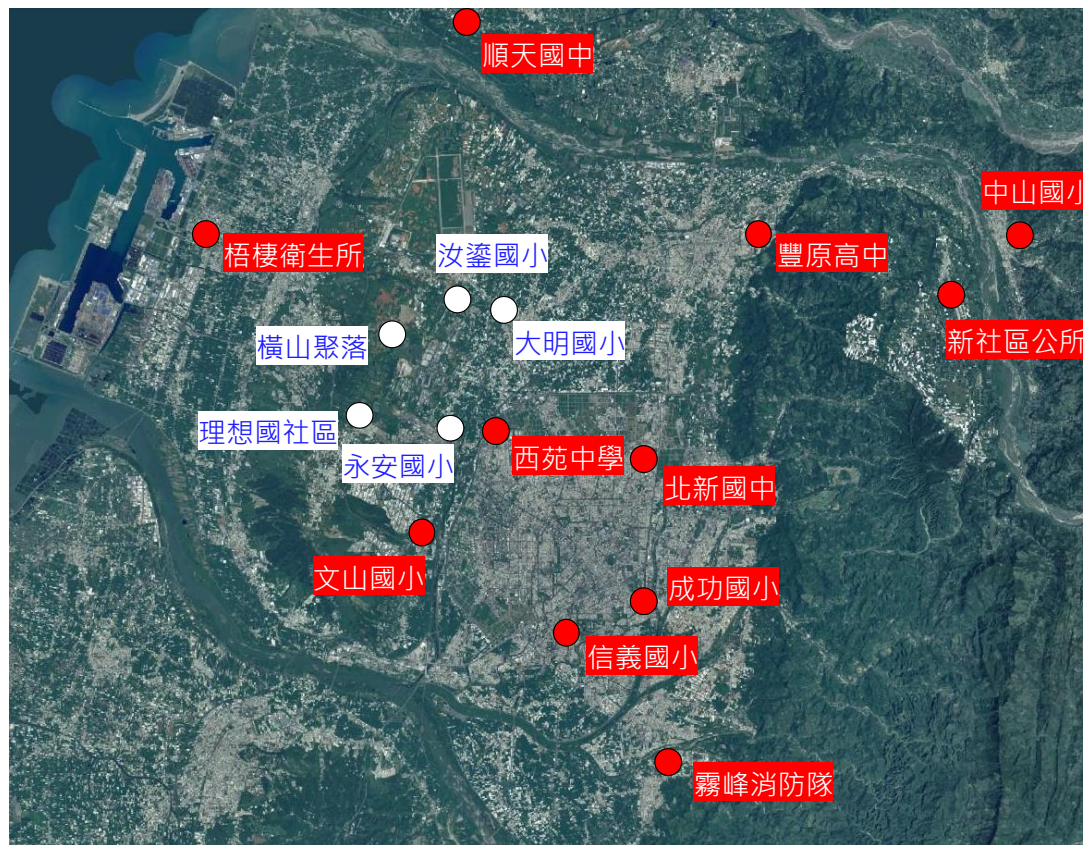 順天國中
中山國小
梧棲衛生所
汝鎏國小
豐原高中
橫山聚落
大明國小
新社區公所
理想國社區
永安國小
西苑中學
北新國中
文山國小
成功國小
信義國小
霧峰消防隊